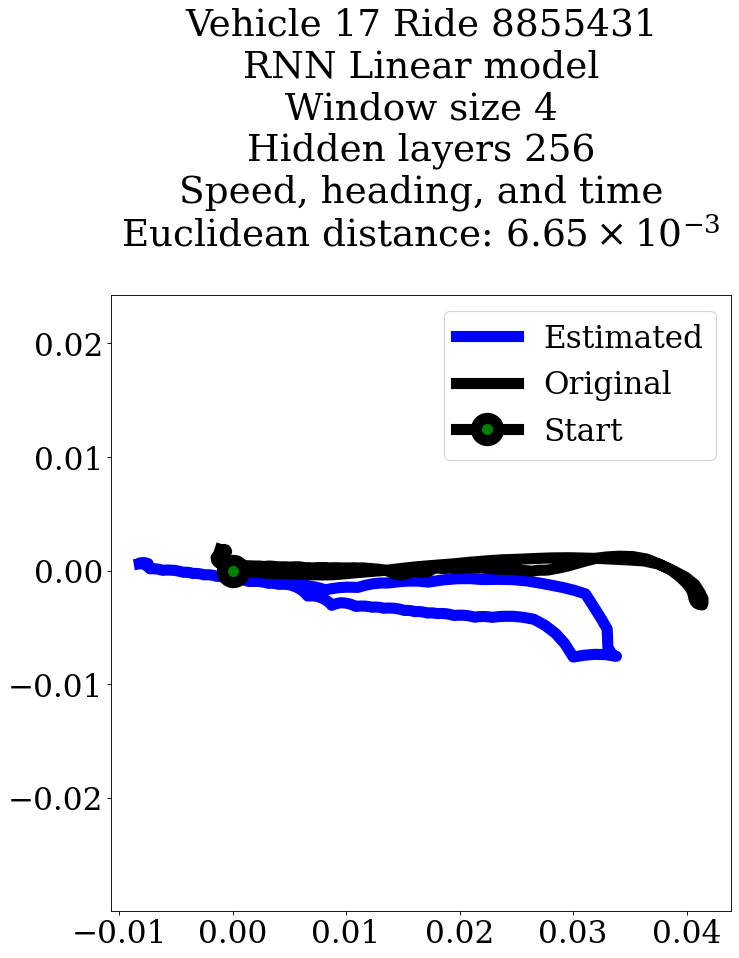 Vehicle 17 Ride 8855431
RNN Linear model
Window size 4
Hidden layers 256
Speed, heading, and time
Euclidean distance: 6.65 × 10⁻³
Estimated
Original
Start
0.02
0.01
0.00
−0.01
−0.02
−0.01 0.00 0.01 0.02 0.03 0.04